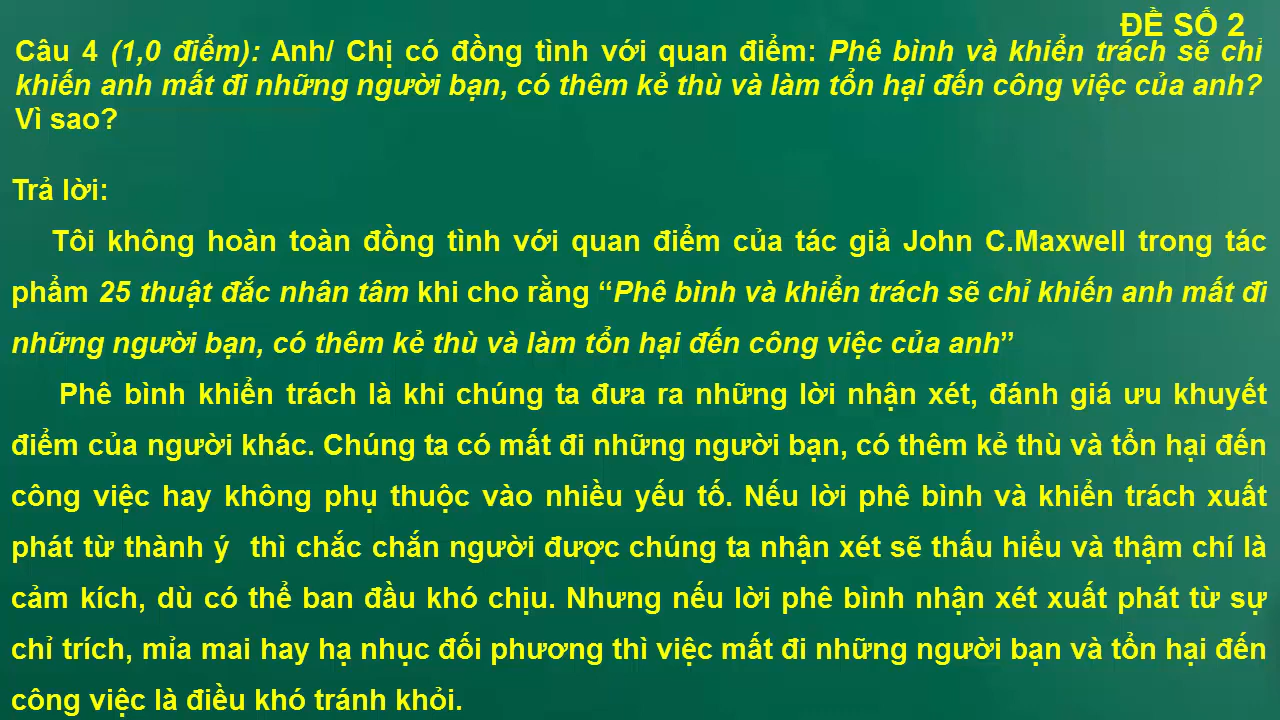 ĐỀ SỐ 2
Câu 4 (1,0 điểm): Anh/ Chị có đồng tình với quan điểm: Phê bình và khiển trách sẽ chỉ
khiến anh mất đi những người bạn, có thêm kẻ thù và làm tổn hại đến công việc của anh?
Vì sao?
Trả lời:
Tôi không hoàn toàn đồng tình với quan điểm của tác giả John C.Maxwell trong tác
phẩm 25 thuật đắc nhân tâm khi cho rằng “Phê bình và khiển trách sẽ chỉ khiến anh mất đi
những người bạn, có thêm kẻ thù và làm tổn hại đến công việc của anh”
Phê bình khiển trách là khi chúng ta đưa ra những lời nhận xét, đánh giá ưu khuyết
điểm của người khác. Chúng ta có mất đi những người bạn, có thêm kẻ thù và tổn hại đến
công việc hay không phụ thuộc vào nhiều yếu tố. Nếu lời phê bình và khiển trách xuất
phát từ thành ý  thì chắc chắn người được chúng ta nhận xét sẽ thấu hiểu và thậm chí là
cảm kích, dù có thể ban đầu khó chịu. Nhưng nếu lời phê bình nhận xét xuất phát từ sự
chỉ trích, mỉa mai hay hạ nhục đối phương thì việc mất đi những người bạn và tổn hại đến
công việc là điều khó tránh khỏi.